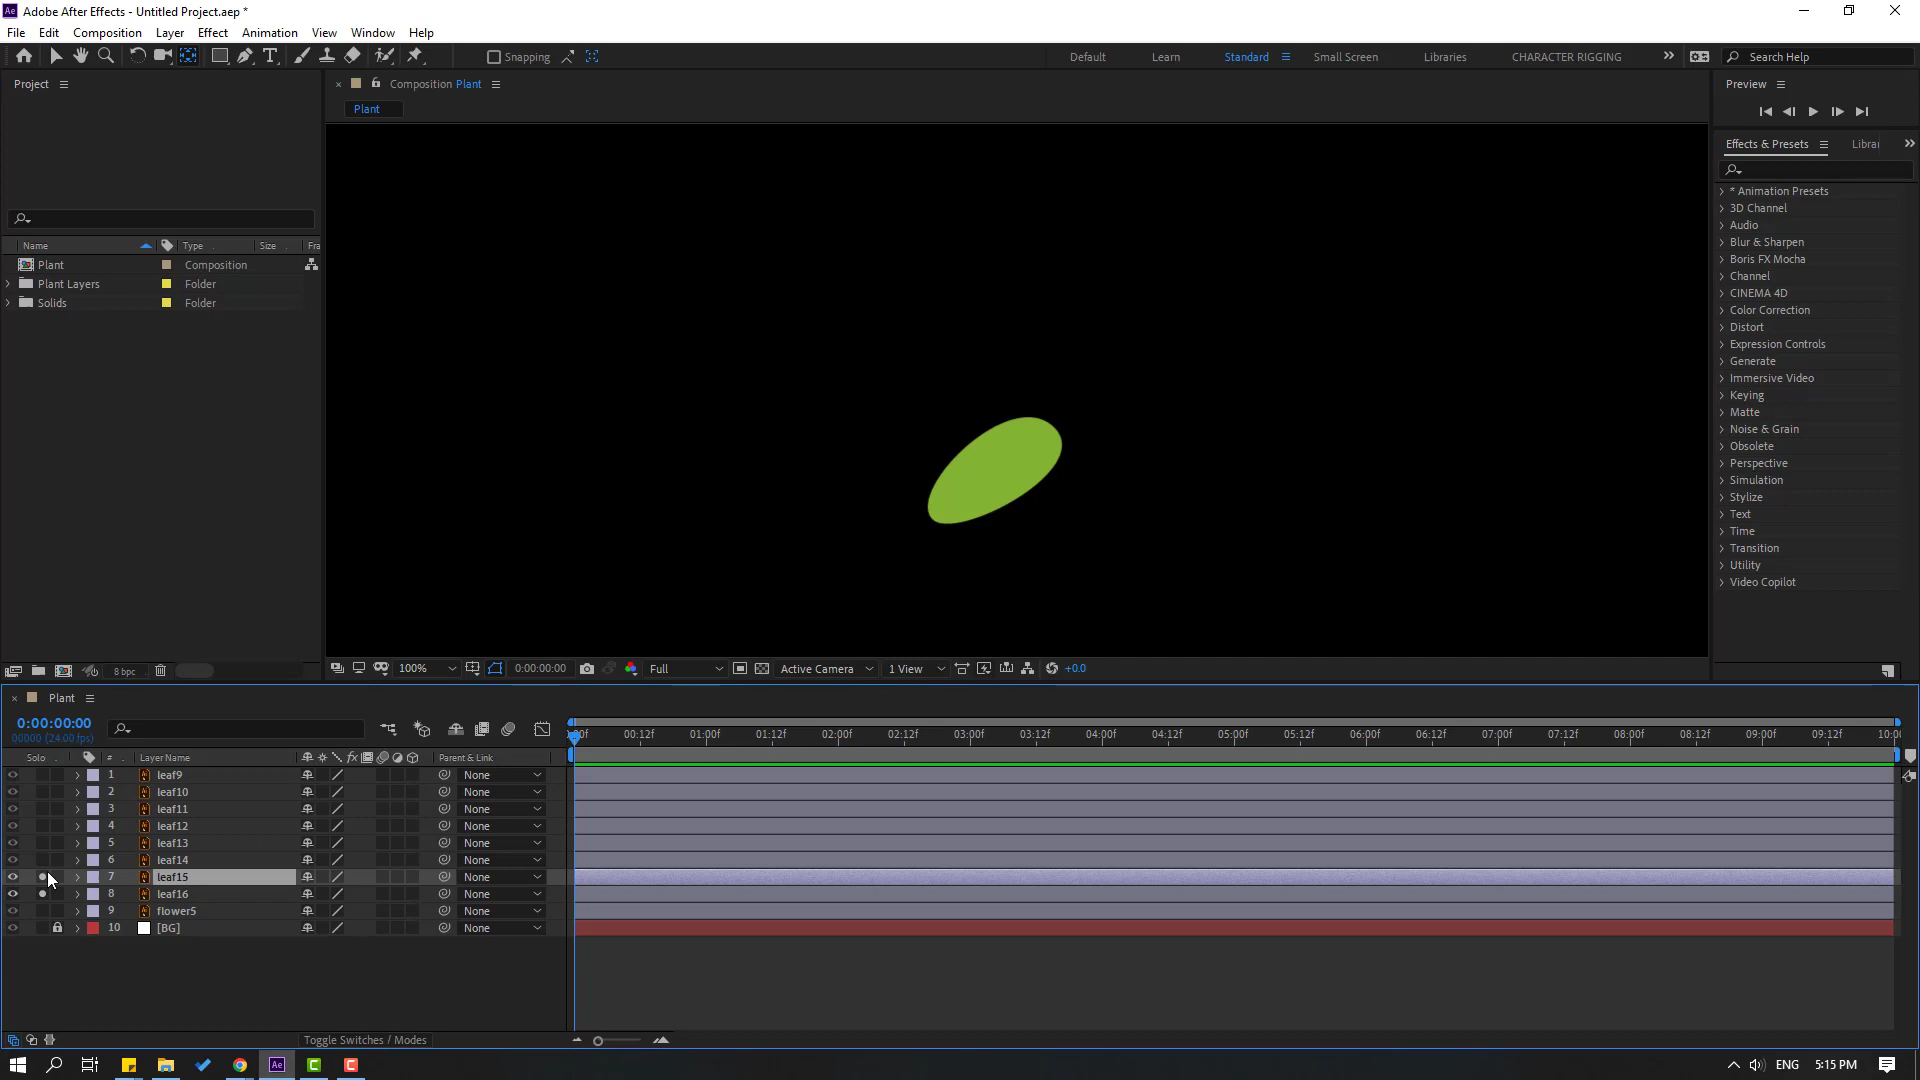 Adobe After Effects - Untitled Project.aep *
File Edit Composition Layer Effect Animation View Window Help
Snapping Default Learn Standard Small Screen Libraries CHARACTER RIGGING Search Help
Project
Composition Plant
Plant
Name Type Size Fra
Plant Composition
Plant Layers Folder
Solids Folder
8 bpc
100% 0:00:00:00 Full Active Camera 1 View +0.0
Preview
Effects & Presets Librar
* Animation Presets
3D Channel
Audio
Blur & Sharpen
Boris FX Mocha
Channel
CINEMA 4D
Color Correction
Distort
Expression Controls
Generate
Immersive Video
Keying
Matte
Noise & Grain
Obsolete
Perspective
Simulation
Stylize
Text
Time
Transition
Utility
Video Copilot
Plant
0:00:00:00
00000 (24.00 fps)
00:12f 01:00f 01:12f 02:00f 02:12f 03:00f 03:12f 04:00f 04:12f 05:00f 05:12f 06:00f 06:12f 07:00f 07:12f 08:00f 08:12f 09:00f 09:12f 10:0
Solo # Layer Name Parent & Link
1 leaf9 None
2 leaf10 None
3 leaf11 None
4 leaf12 None
5 leaf13 None
6 leaf14 None
7 leaf15 None
8 leaf16 None
9 flower5 None
10 [BG] None
Toggle Switches / Modes
ENG 5:15 PM